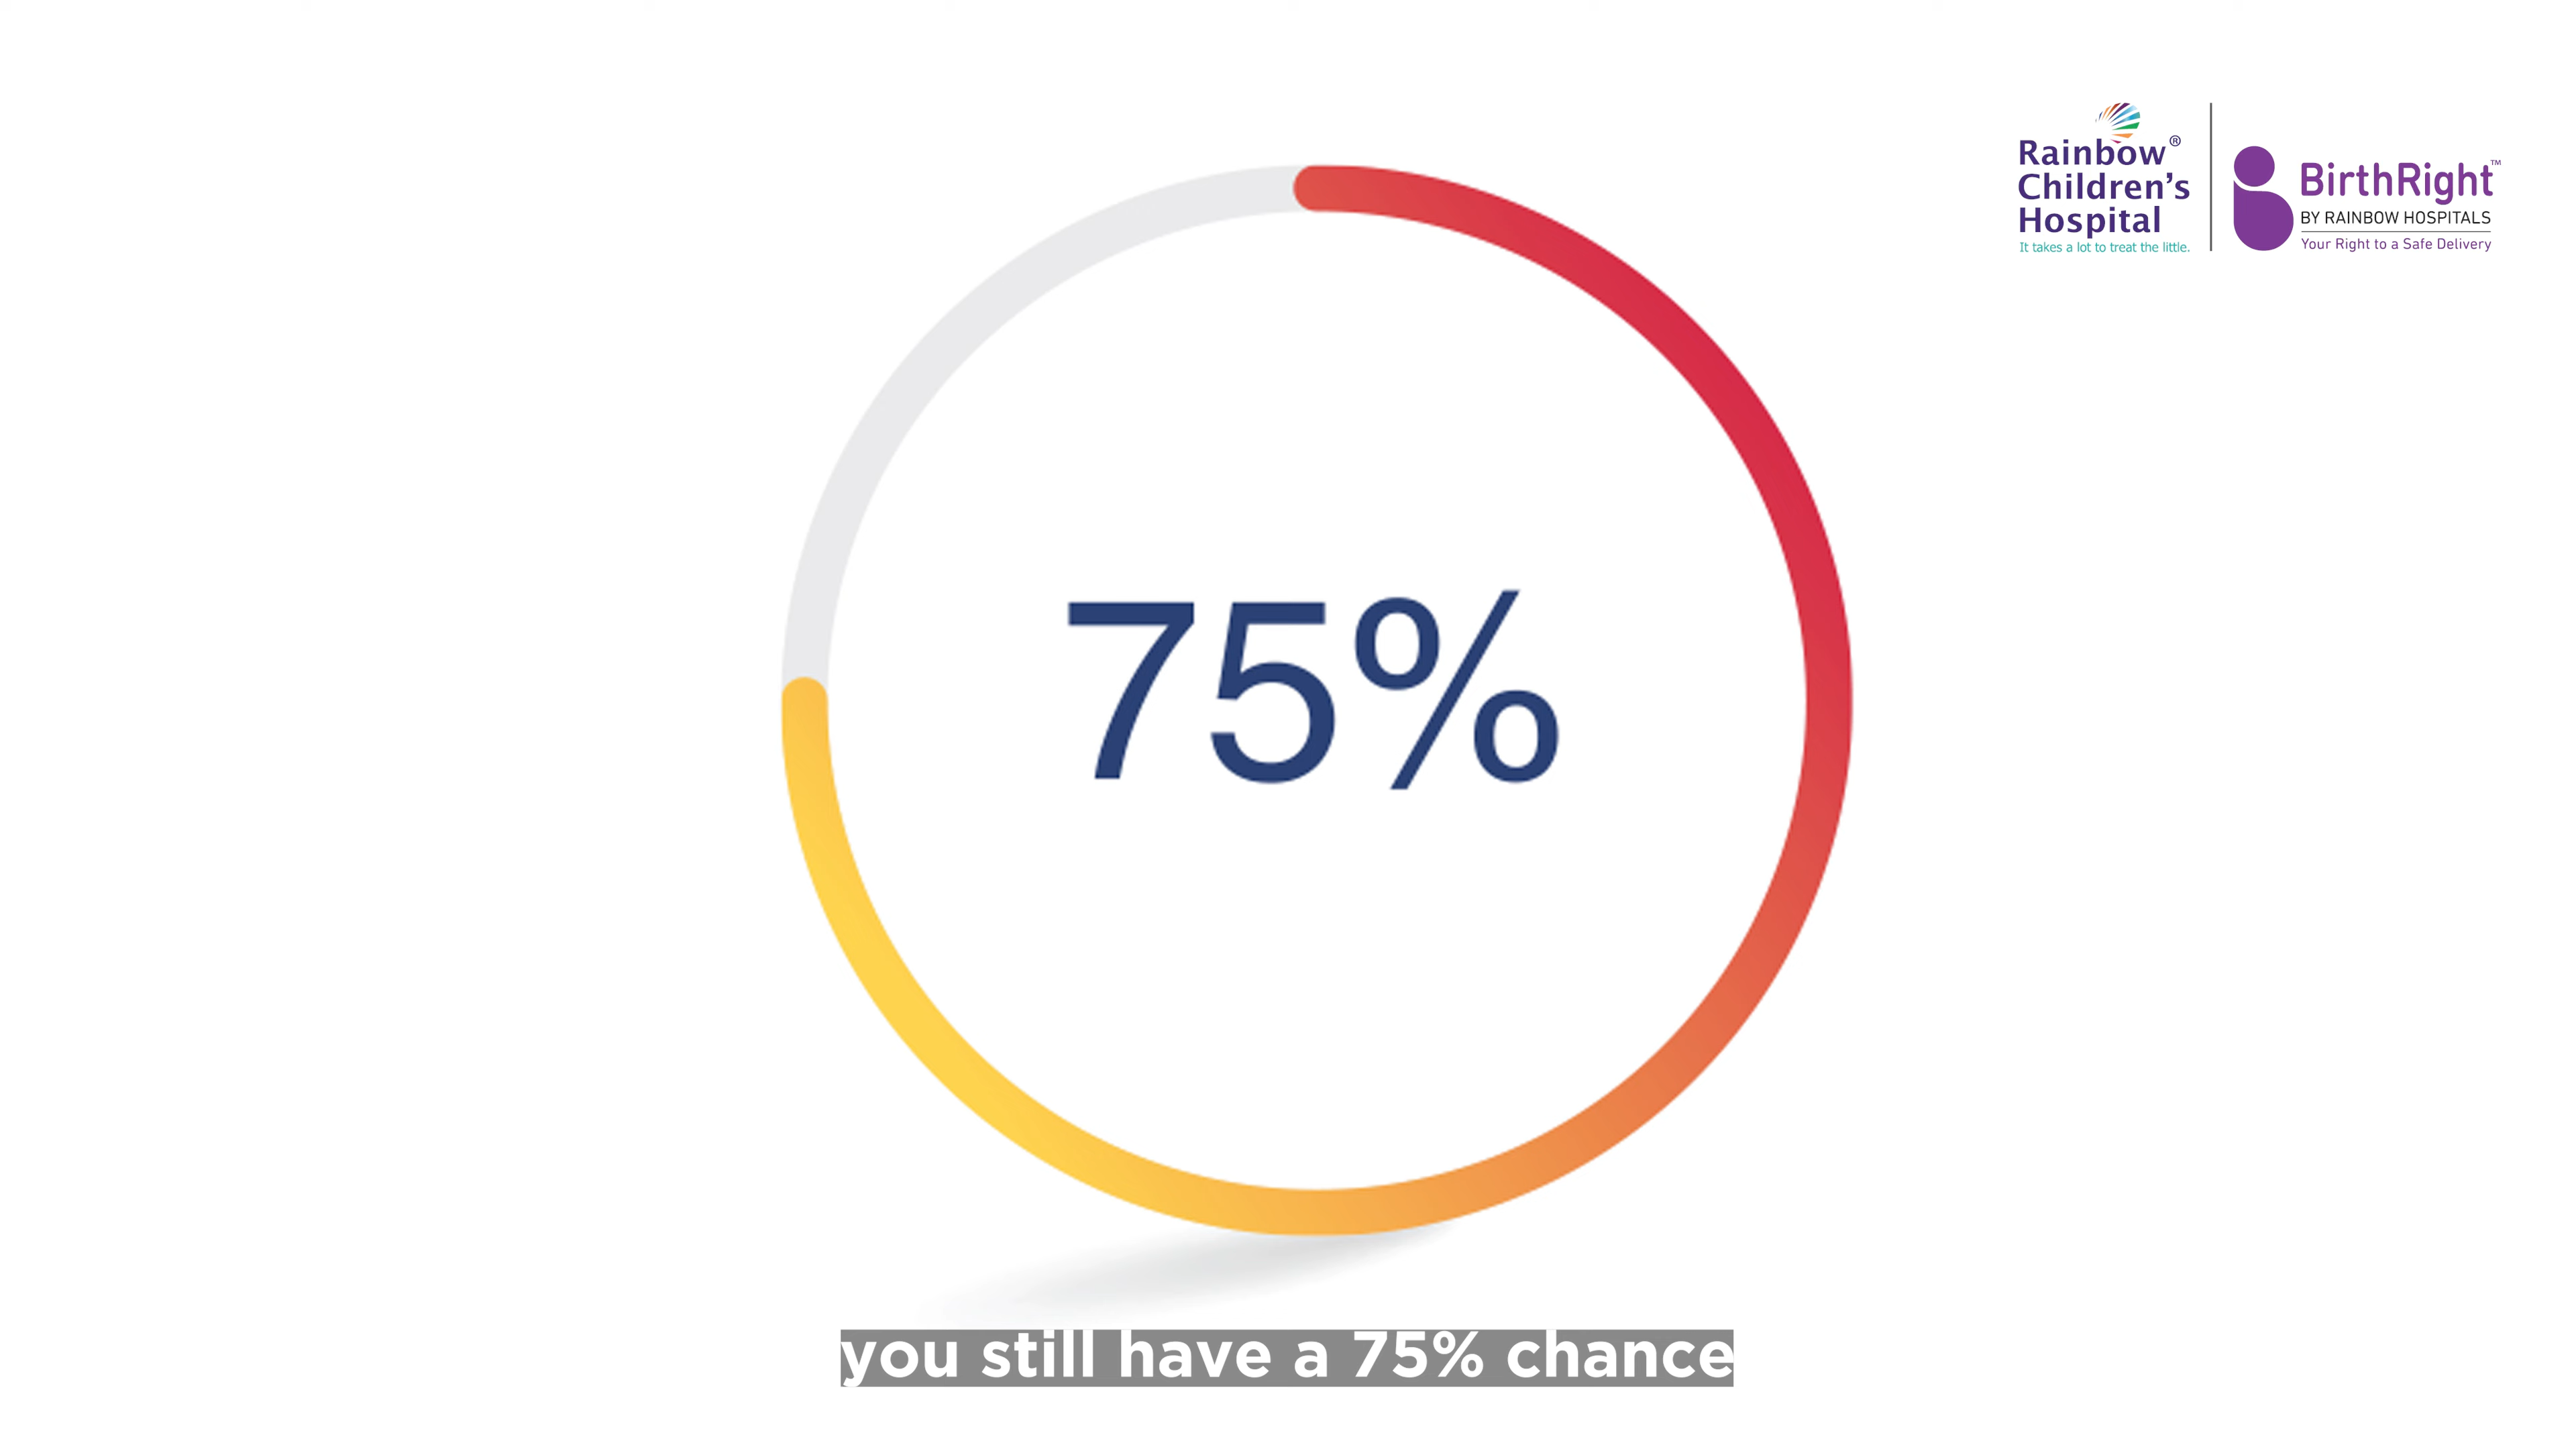 Rainbow®
Children's
Hospital
It takes a lot to treat the little.
BirthRight™
BY RAINBOW HOSPITALS
Your Right to a Safe Delivery
75%
you still have a 75% chance